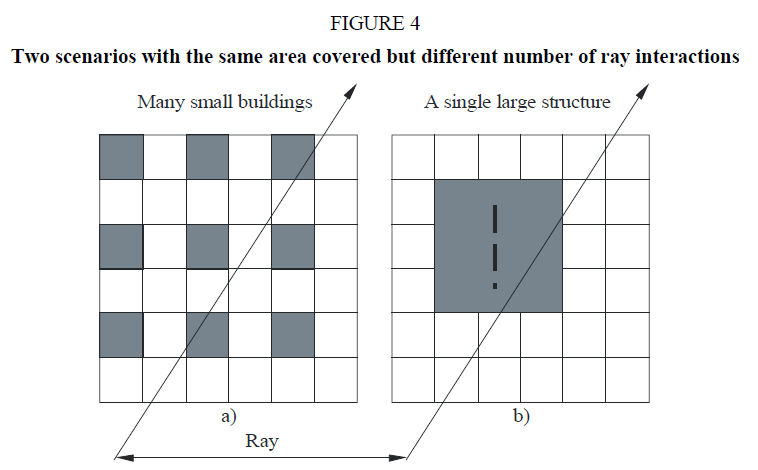 FIGURE 4
Two scenarios with the same area covered but different number of ray interactions
Many small buildings
A single large structure
a)
b)
Ray